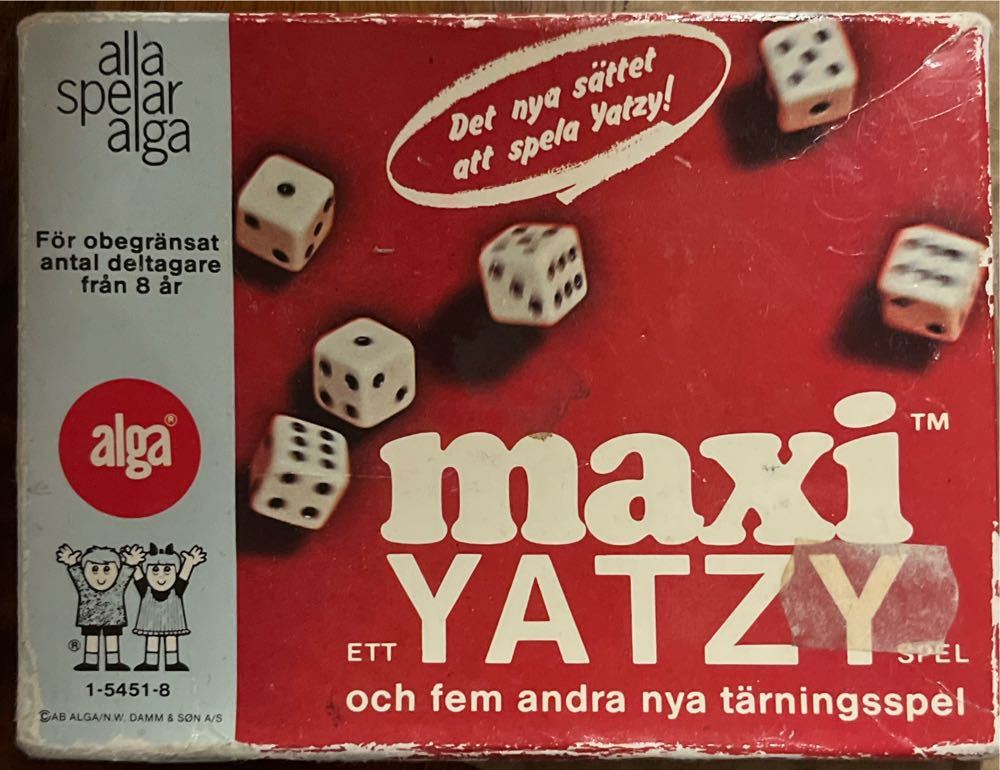 alla
spelar
alga
Det nya sättet
att spela Yatzy!
För obegränsat
antal deltagare
från 8 år
alga®
maxi™
ETT YATZY SPEL
och fem andra nya tärningsspel
®
1-5451-8
©AB ALGA/N.W. DAMM & SØN A/S